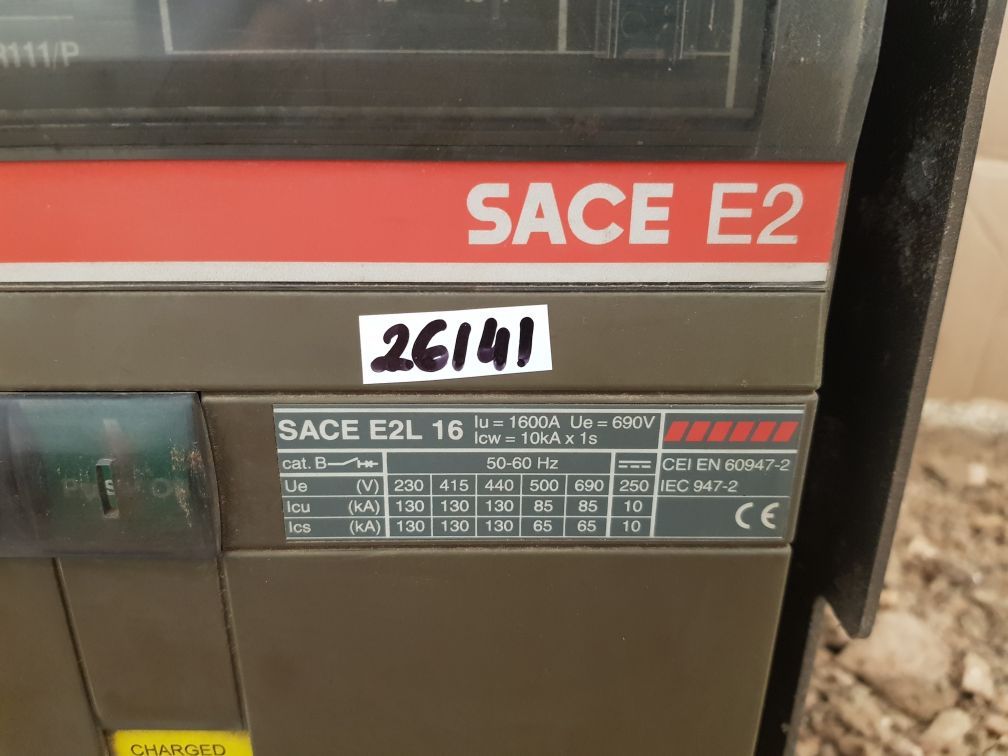 R111/P
SACE E2
26141
SACE E2L 16 Iu = 1600A Ue = 690V
Icw = 10kA x 1s
cat. B 50-60 Hz CEI EN 60947-2
Ue (V) 230 415 440 500 690 250 IEC 947-2
Icu (kA) 130 130 130 85 85 10
Ics (kA) 130 130 130 65 65 10
CE
CHARGED